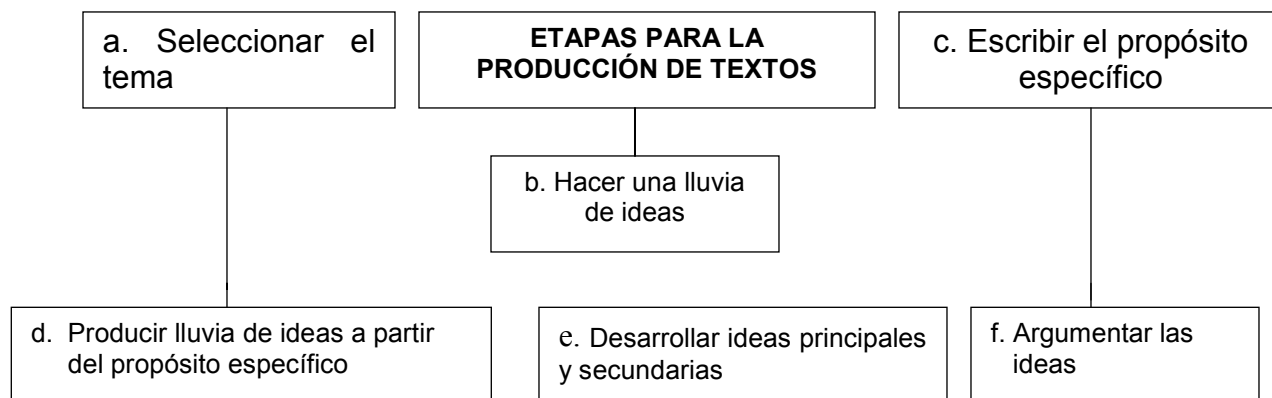 a. Seleccionar el
tema
ETAPAS PARA LA
PRODUCCIÓN DE TEXTOS
c. Escribir el propósito
específico
b. Hacer una lluvia
de ideas
d. Producir lluvia de ideas a partir
del propósito específico
e. Desarrollar ideas principales
y secundarias
f. Argumentar las
ideas